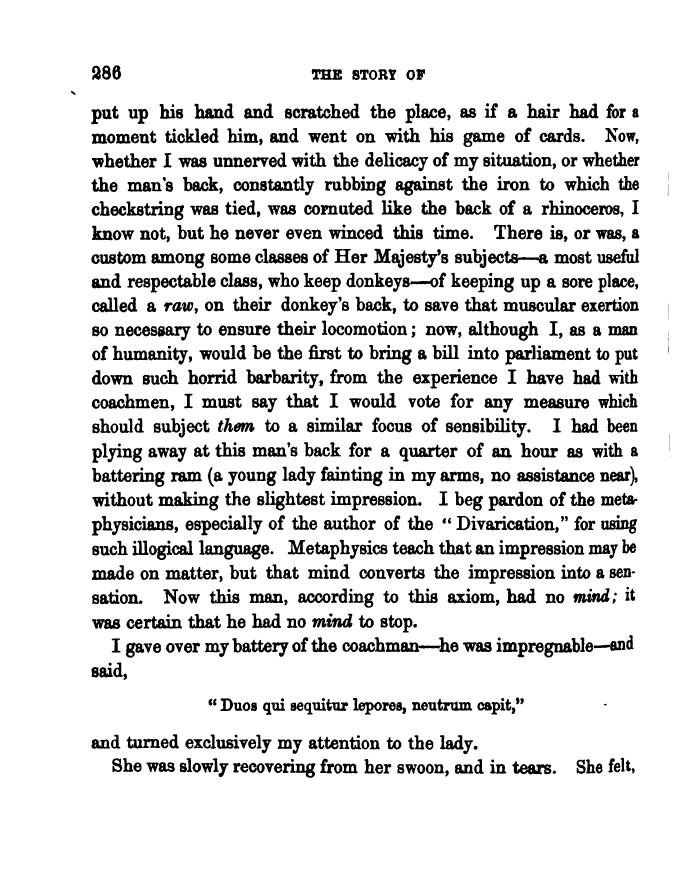 286 THE STORY OF
put up his hand and scratched the place, as if a hair had for a
moment tickled him, and went on with his game of cards. Now,
whether I was unnerved with the delicacy of my situation, or whether
the man's back, constantly rubbing against the iron to which the
checkstring was tied, was cornuted like the back of a rhinoceros, I
know not, but he never even winced this time. There is, or was, a
custom among some classes of Her Majesty's subjects—a most useful
and respectable class, who keep donkeys—of keeping up a sore place,
called a raw, on their donkey's back, to save that muscular exertion
so necessary to ensure their locomotion; now, although I, as a man
of humanity, would be the first to bring a bill into parliament to put
down such horrid barbarity, from the experience I have had with
coachmen, I must say that I would vote for any measure which
should subject them to a similar focus of sensibility. I had been
plying away at this man's back for a quarter of an hour as with a
battering ram (a young lady fainting in my arms, no assistance near),
without making the slightest impression. I beg pardon of the meta-
physicians, especially of the author of the "Divarication," for using
such illogical language. Metaphysics teach that an impression may be
made on matter, but that mind converts the impression into a sen-
sation. Now this man, according to this axiom, had no mind; it
was certain that he had no mind to stop.
I gave over my battery of the coachman—he was impregnable—and
said,
"Duos qui sequitur lepores, neutrum capit,"
and turned exclusively my attention to the lady.
She was slowly recovering from her swoon, and in tears. She felt,